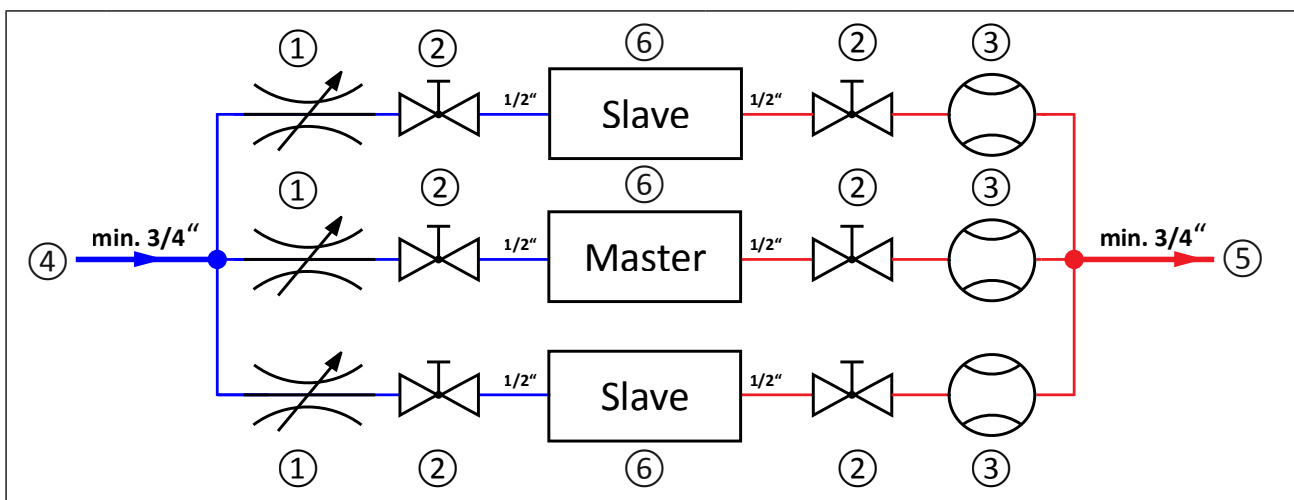 ① ② ⑥ ② ③
1/2“ Slave 1/2“
① ② ⑥ ② ③
④ min. 3/4“ 1/2“ Master 1/2“ min. 3/4“ ⑤
1/2“ Slave 1/2“
① ② ⑥ ② ③